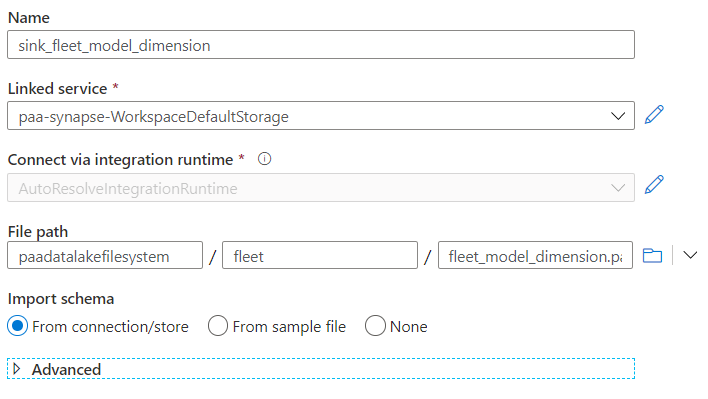 Name
sink_fleet_model_dimension
Linked service *
paa-synapse-WorkspaceDefaultStorage
Connect via integration runtime *
AutoResolveIntegrationRuntime
File path
paadatalakefilesystem / fleet / fleet_model_dimension.pa
Import schema
From connection/store From sample file None
Advanced